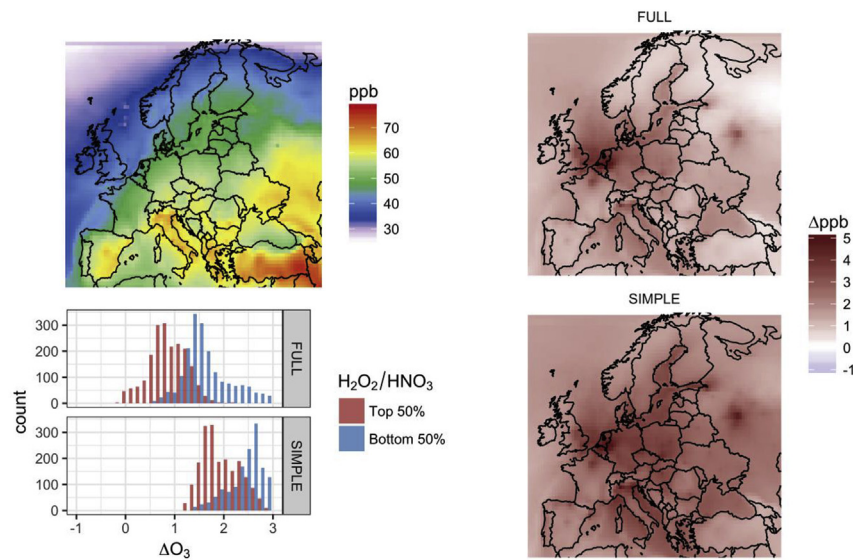 ppb
70
60
50
40
30
300
200
100
0
FULL
300
200
100
0
SIMPLE
count
-1 0 1 2 3
ΔO₃
H₂O₂/HNO₃
Top 50%
Bottom 50%
FULL
SIMPLE
Δppb
5
4
3
2
1
0
-1